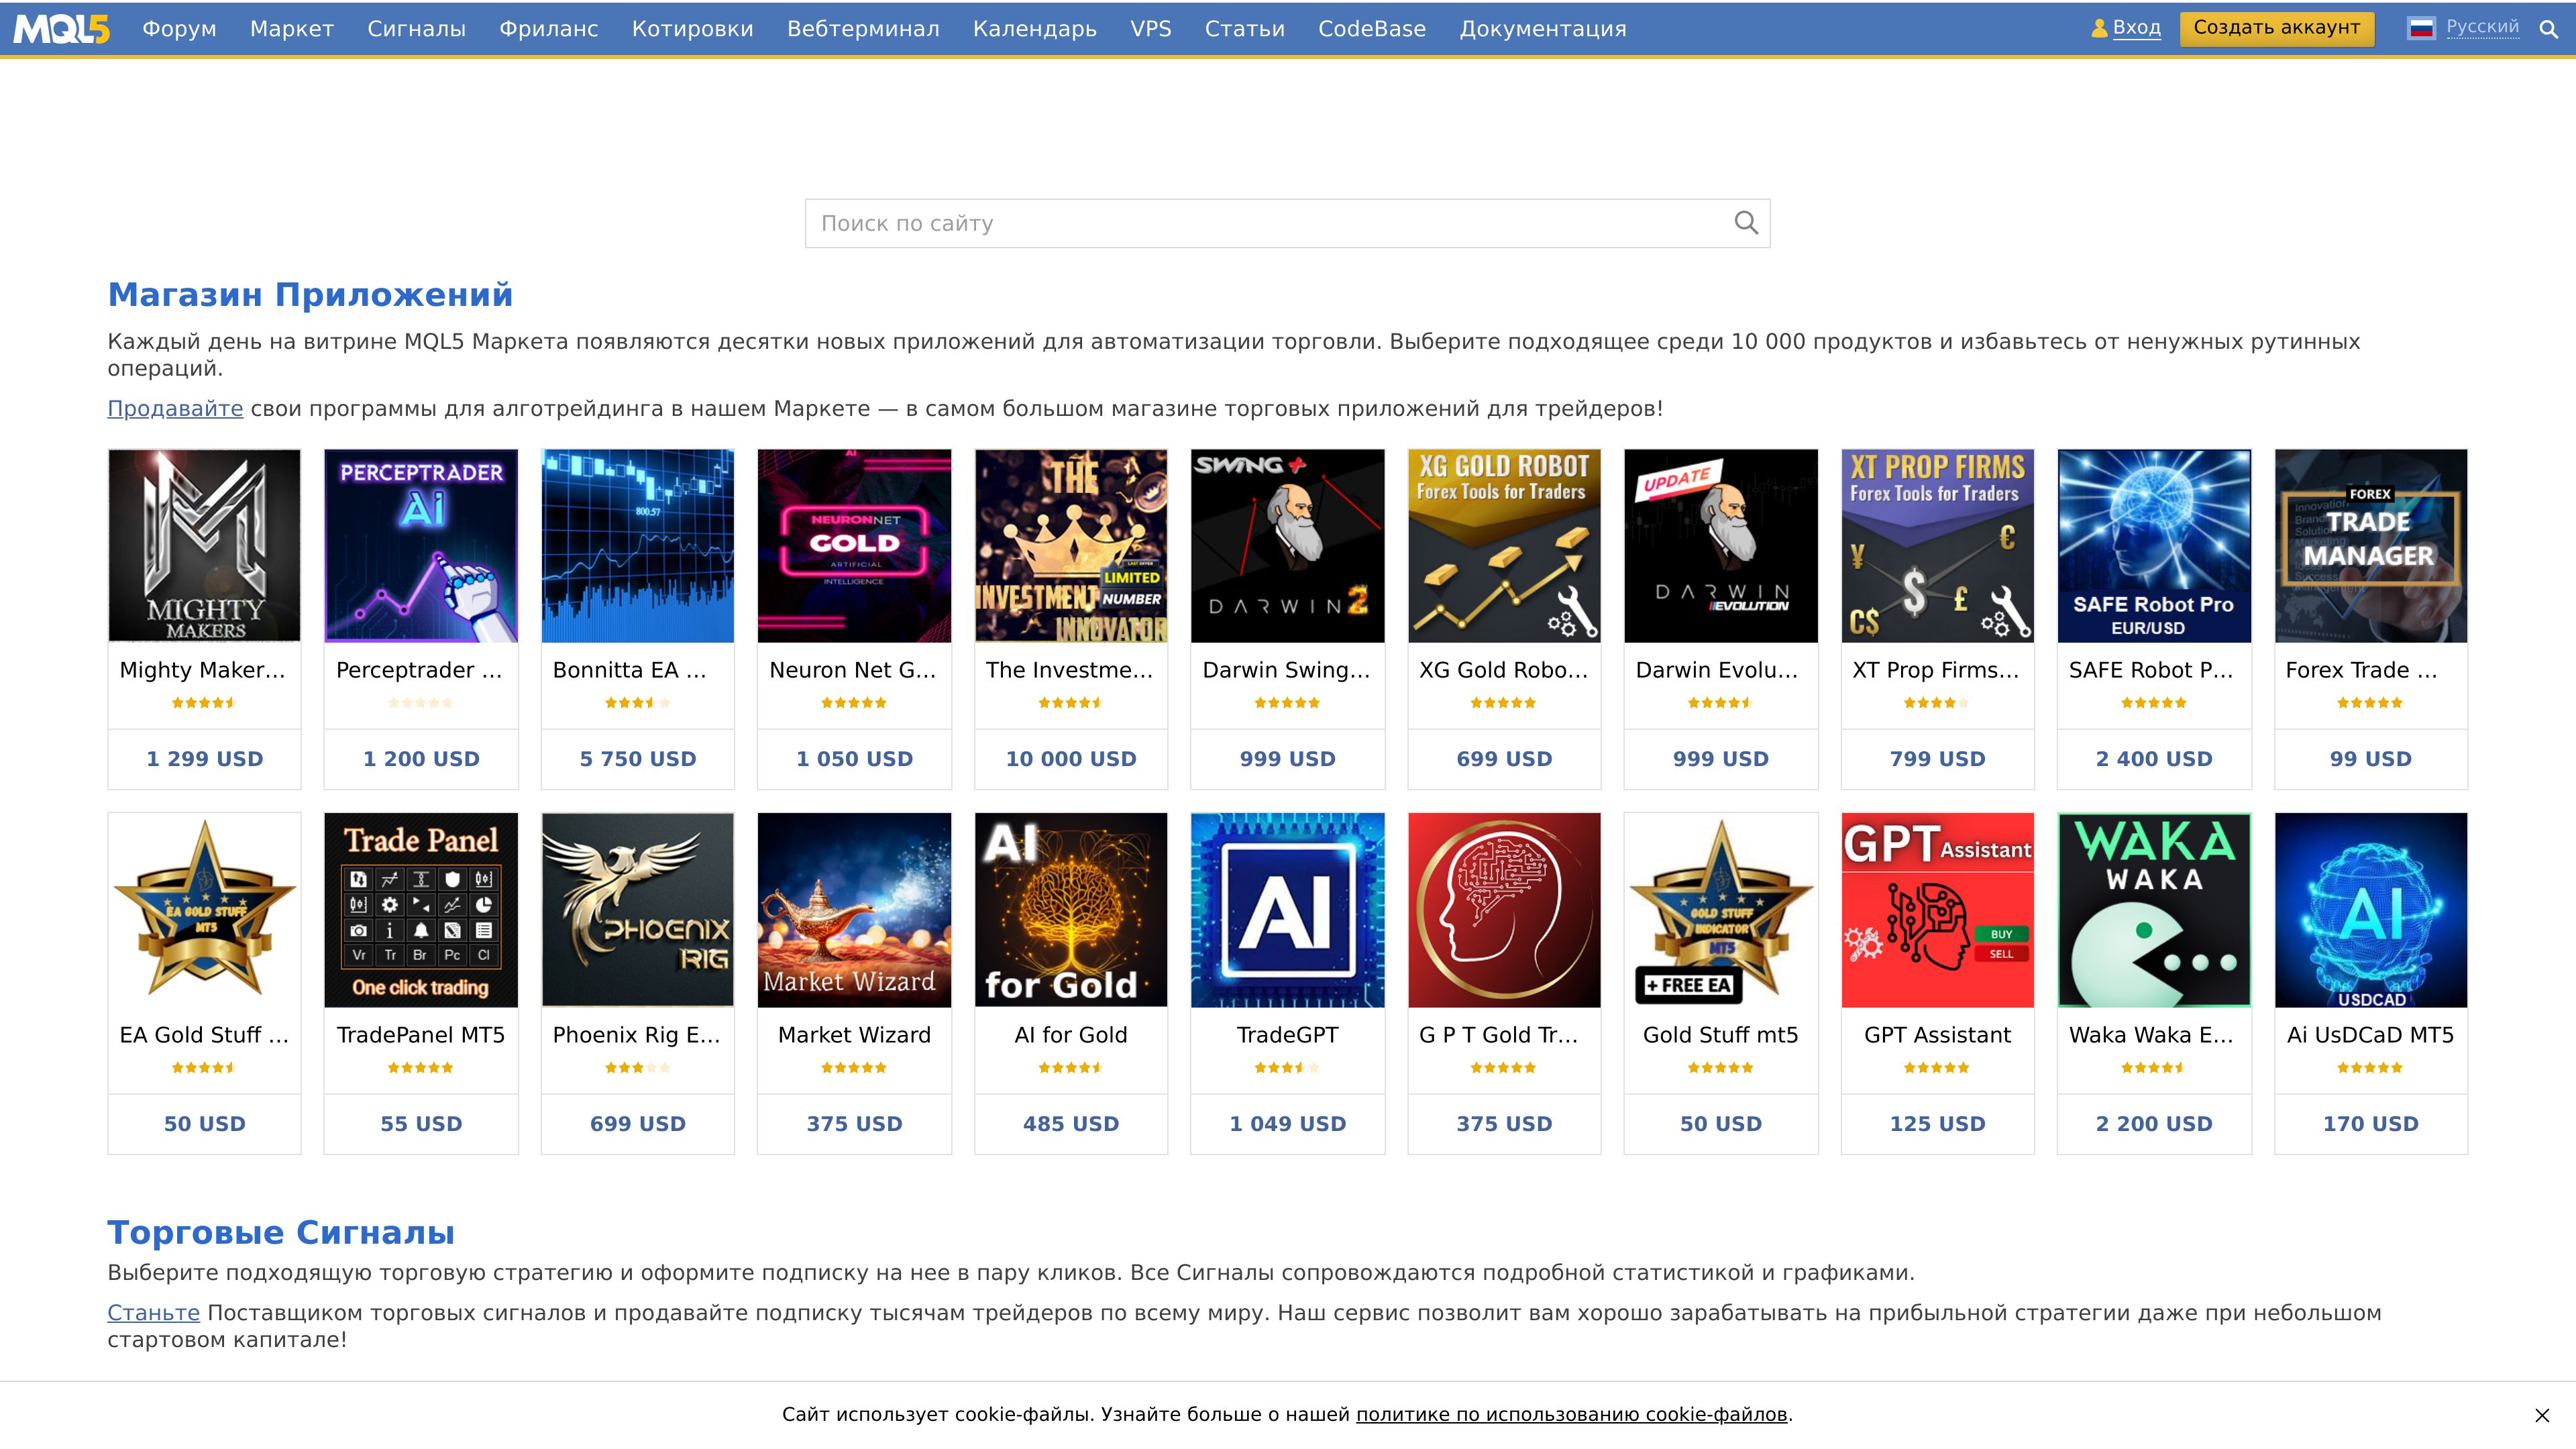 MQL5 Форум Маркет Сигналы Фриланс Котировки Вебтерминал Календарь VPS Статьи CodeBase Документация Вход Создать аккаунт Русский
Поиск по сайту
Магазин Приложений
Каждый день на витрине MQL5 Маркета появляются десятки новых приложений для автоматизации торговли. Выберите подходящее среди 10 000 продуктов и избавьтесь от ненужных рутинных
операций.
Продавайте свои программы для алготрейдинга в нашем Маркете — в самом большом магазине торговых приложений для трейдеров!
MIGHTY
MAKERS
PERCEPTRADER
Ai
800.57
AI
NEURONNET
GOLD
ARTIFICIAL
INTELLIGENCE
THE
INVESTMENT
INNOVATOR
LAST OFFER
LIMITED
NUMBER
SWING +
DARWIN 2
XG GOLD ROBOT
Forex Tools for Traders
UPDATE
DARWIN
EVOLUTION
XT PROP FIRMS
Forex Tools for Traders
¥ € $ £ C$
SAFE Robot Pro
EUR/USD
FOREX
TRADE
MANAGER
Mighty Maker... Perceptrader ... Bonnitta EA ... Neuron Net G... The Investme... Darwin Swing... XG Gold Robo... Darwin Evolu... XT Prop Firms... SAFE Robot P... Forex Trade ...
1 299 USD 1 200 USD 5 750 USD 1 050 USD 10 000 USD 999 USD 699 USD 999 USD 799 USD 2 400 USD 99 USD
EA GOLD STUFF
MT5
Trade Panel
Vr Tr Br Pc Cl
One click trading
PHOENIX
RIG
Market Wizard
AI
for Gold
AI
GOLD STUFF
INDICATOR
MT5
+ FREE EA
GPT Assistant
BUY
SELL
WAKA
WAKA
AI
USDCAD
EA Gold Stuff ... TradePanel MT5 Phoenix Rig E... Market Wizard AI for Gold TradeGPT G P T Gold Tr... Gold Stuff mt5 GPT Assistant Waka Waka E... Ai UsDCaD MT5
50 USD 55 USD 699 USD 375 USD 485 USD 1 049 USD 375 USD 50 USD 125 USD 2 200 USD 170 USD
Торговые Сигналы
Выберите подходящую торговую стратегию и оформите подписку на нее в пару кликов. Все Сигналы сопровождаются подробной статистикой и графиками.
Станьте Поставщиком торговых сигналов и продавайте подписку тысячам трейдеров по всему миру. Наш сервис позволит вам хорошо зарабатывать на прибыльной стратегии даже при небольшом
стартовом капитале!
Сайт использует cookie-файлы. Узнайте больше о нашей политике по использованию cookie-файлов.